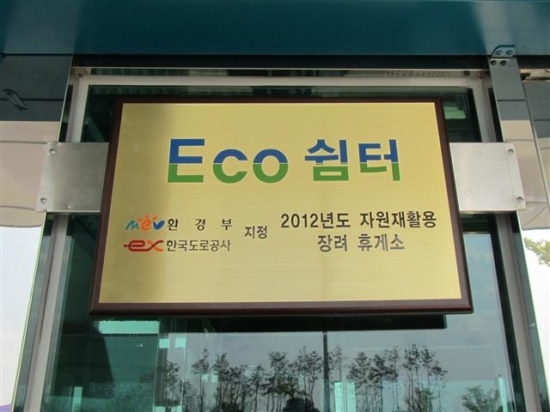 Eco 쉼터
mev 환경부 지정 2012년도 자원재활용
ex 한국도로공사 장려 휴게소